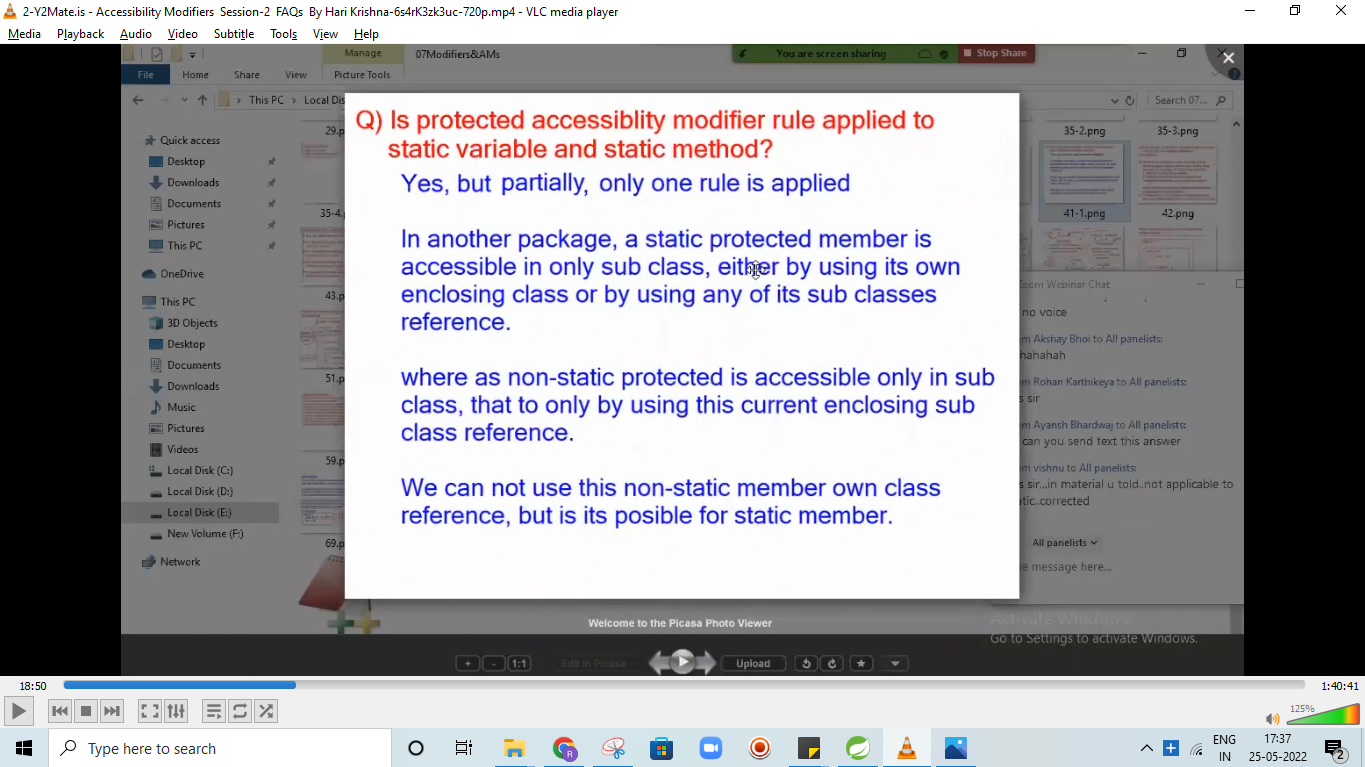 2-Y2Mate.is - Accessibility Modifiers Session-2 FAQs By Hari Krishna-6s4rK3zk3uc-720p.mp4 - VLC media player
Media Playback Audio Video Subtitle Tools View Help
Manage
07Modifiers&AMs
You are screen sharing
Stop Share
File Home Share View Picture Tools
This PC
Local Dis
Search 07...
Quick access
Desktop
Downloads
Documents
Pictures
This PC
OneDrive
This PC
3D Objects
Desktop
Documents
Downloads
Music
Pictures
Videos
Local Disk (C:)
Local Disk (D:)
Local Disk (E:)
New Volume (F:)
Network
29.p
35-4.p
43.p
51.p
59.p
69.p
Q) Is protected accessiblity modifier rule applied to
static variable and static method?
Yes, but partially, only one rule is applied
In another package, a static protected member is
accessible in only sub class, either by using its own
enclosing class or by using any of its sub classes
reference.
where as non-static protected is accessible only in sub
class, that to only by using this current enclosing sub
class reference.
We can not use this non-static member own class
reference, but is its posible for static member.
35-2.png 35-3.png
41-1.png 42.png
oom Webinar Chat
no voice
om Akshay Bhoi to All panelists:
hahahah
om Rohan Karthikeya to All panelists:
s sir
om Ayansh Bhardwaj to All panelists:
can you send text this answer
om vishnu to All panelists:
s sir...in material u told..not applicable to
atic..corrected
All panelists
e message here...
Activate Windows
Go to Settings to activate Windows.
Welcome to the Picasa Photo Viewer
+ - 1:1 Edit in Picasa Upload
18:50
1:40:41
125%
Type here to search
ENG
IN
17:37
25-05-2022
2